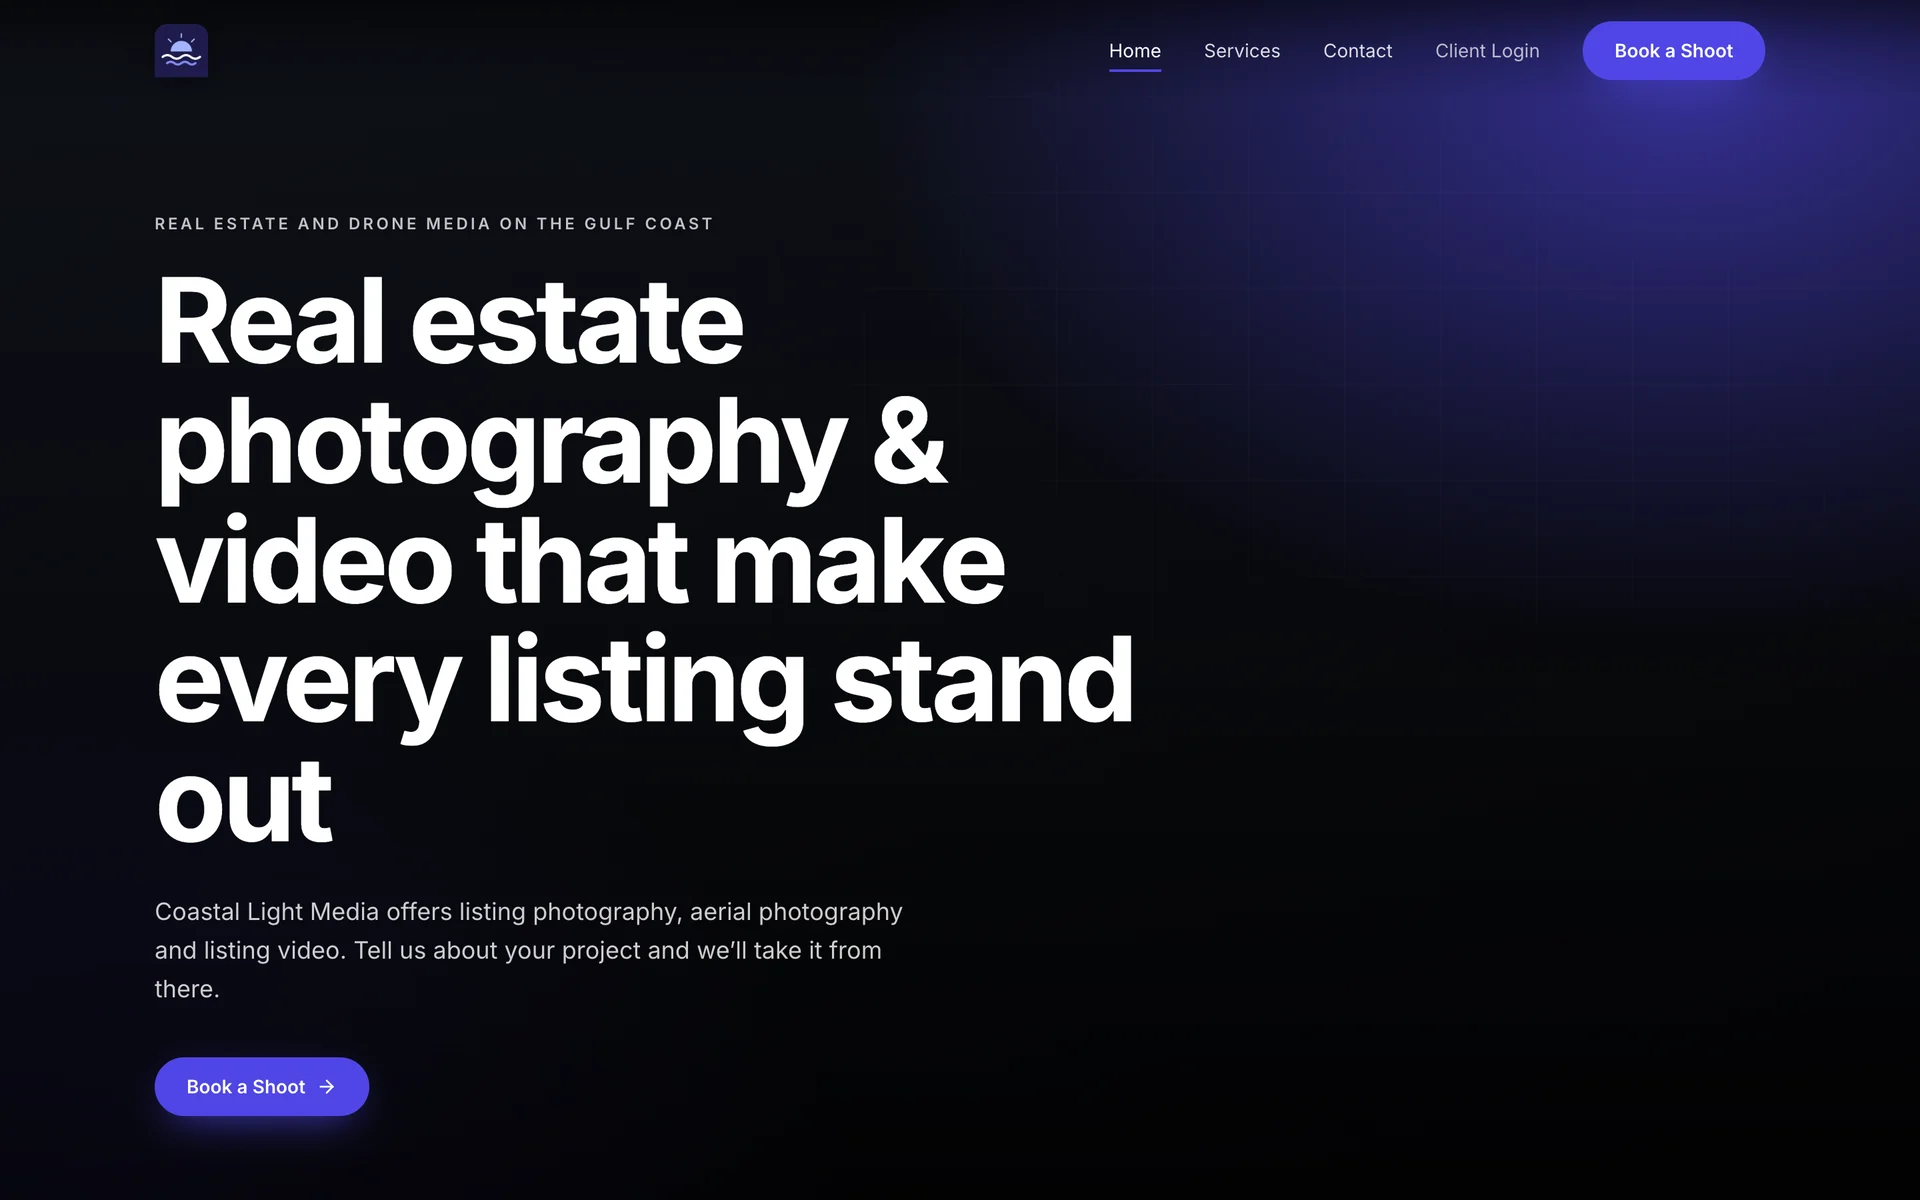 Home
Services
Contact
Client Login
Book a Shoot
REAL ESTATE AND DRONE MEDIA ON THE GULF COAST
Real estate
photography &
video that make
every listing stand
out
Coastal Light Media offers listing photography, aerial photography
and listing video. Tell us about your project and we’ll take it from
there.
Book a Shoot →